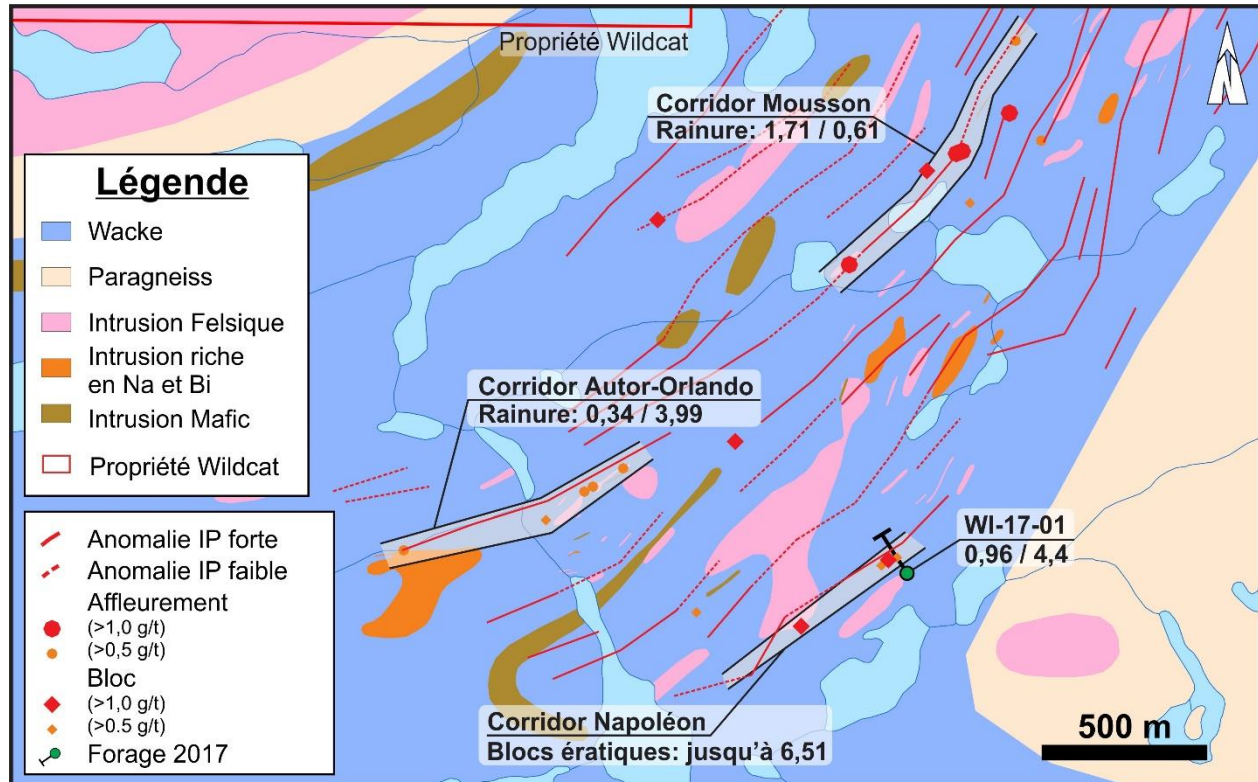 Propriété Wildcat
N
Corridor Mousson
Rainure: 1,71 / 0,61
Légende
Wacke
Paragneiss
Intrusion Felsique
Intrusion riche
en Na et Bi
Intrusion Mafic
Propriété Wildcat
Corridor Autor-Orlando
Rainure: 0,34 / 3,99
Anomalie IP forte
Anomalie IP faible
Affleurement
(>1,0 g/t)
(>0,5 g/t)
Bloc
(>1,0 g/t)
(>0.5 g/t)
Forage 2017
WI-17-01
0,96 / 4,4
Corridor Napoléon
Blocs ératiques: jusqu'à 6,51
500 m